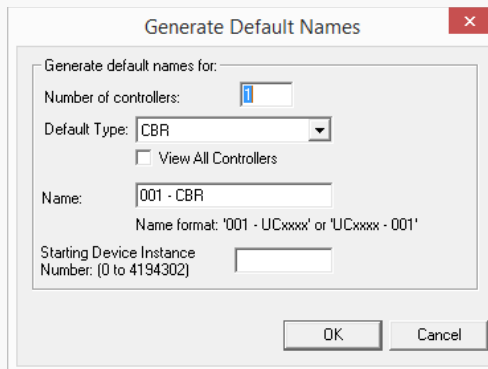 Generate Default Names
Generate default names for:
Number of controllers: 1
Default Type: CBR
View All Controllers
Name: 001 - CBR
Name format: '001 - UCxxxx' or 'UCxxxx - 001'
Starting Device Instance
Number: (0 to 4194302)
OK Cancel